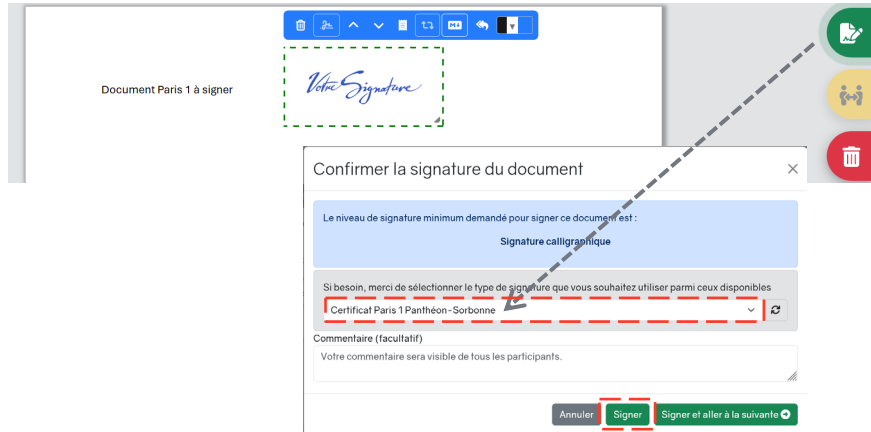 Document Paris 1 à signer
Votre Signature
Confirmer la signature du document
Le niveau de signature minimum demandé pour signer ce document est :
Signature calligraphique
Si besoin, merci de sélectionner le type de signature que vous souhaitez utiliser parmi ceux disponibles
Certificat Paris 1 Panthéon-Sorbonne
Commentaire (facultatif)
Votre commentaire sera visible de tous les participants.
Annuler Signer Signer et aller à la suivante